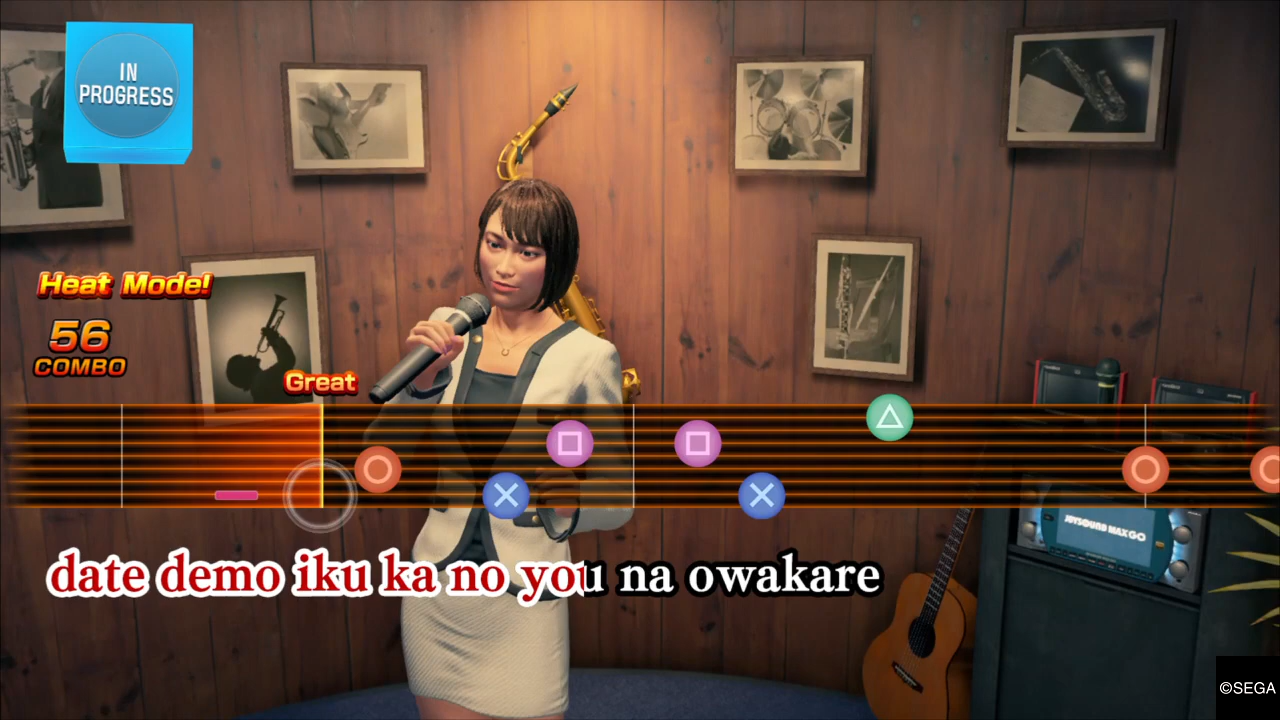 IN
PROGRESS
Heat Mode!
56
COMBO
Great
JOYSOUND MAX GO
date demo iku ka no you na owakare
©SEGA